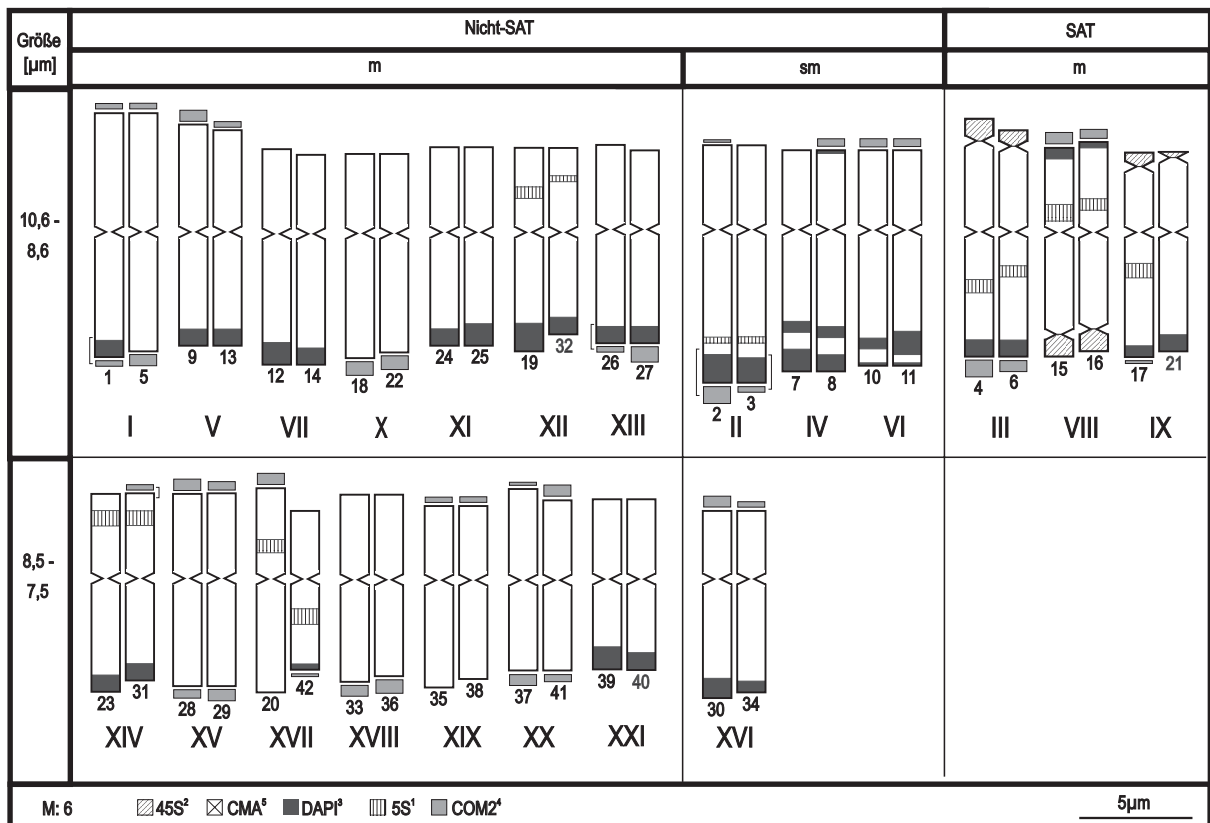 Größe
[µm]
Nicht-SAT
SAT
m
sm
m
10,6 -
8,6
1 5 9 13 12 14 18 22 24 25 19 32 26 27 2 3 7 8 10 11 4 6 15 16 17 21
I V VII X XI XII XIII II IV VI III VIII IX
8,5 -
7,5
23 31 28 29 20 42 33 36 35 38 37 41 39 40 30 34
XIV XV XVII XVIII XIX XX XXI XVI
M: 6 45S² CMA⁵ DAPI³ 5S¹ COM2⁴ 5µm